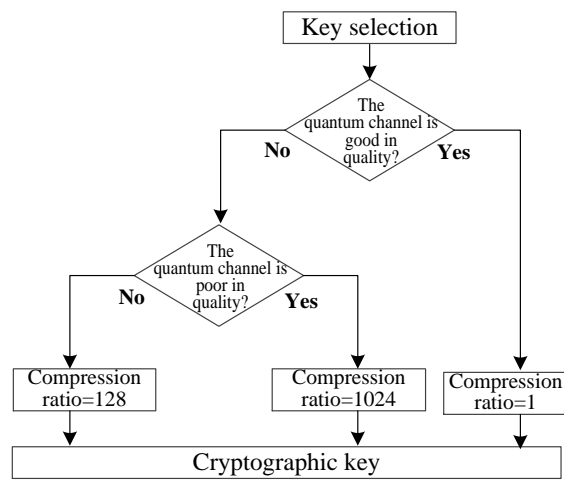 Key selection
The
quantum channel is
good in
quality?
No
Yes
The
quantum channel is
poor in
quality?
No
Yes
Compression
ratio=128
Compression
ratio=1024
Compression
ratio=1
Cryptographic key